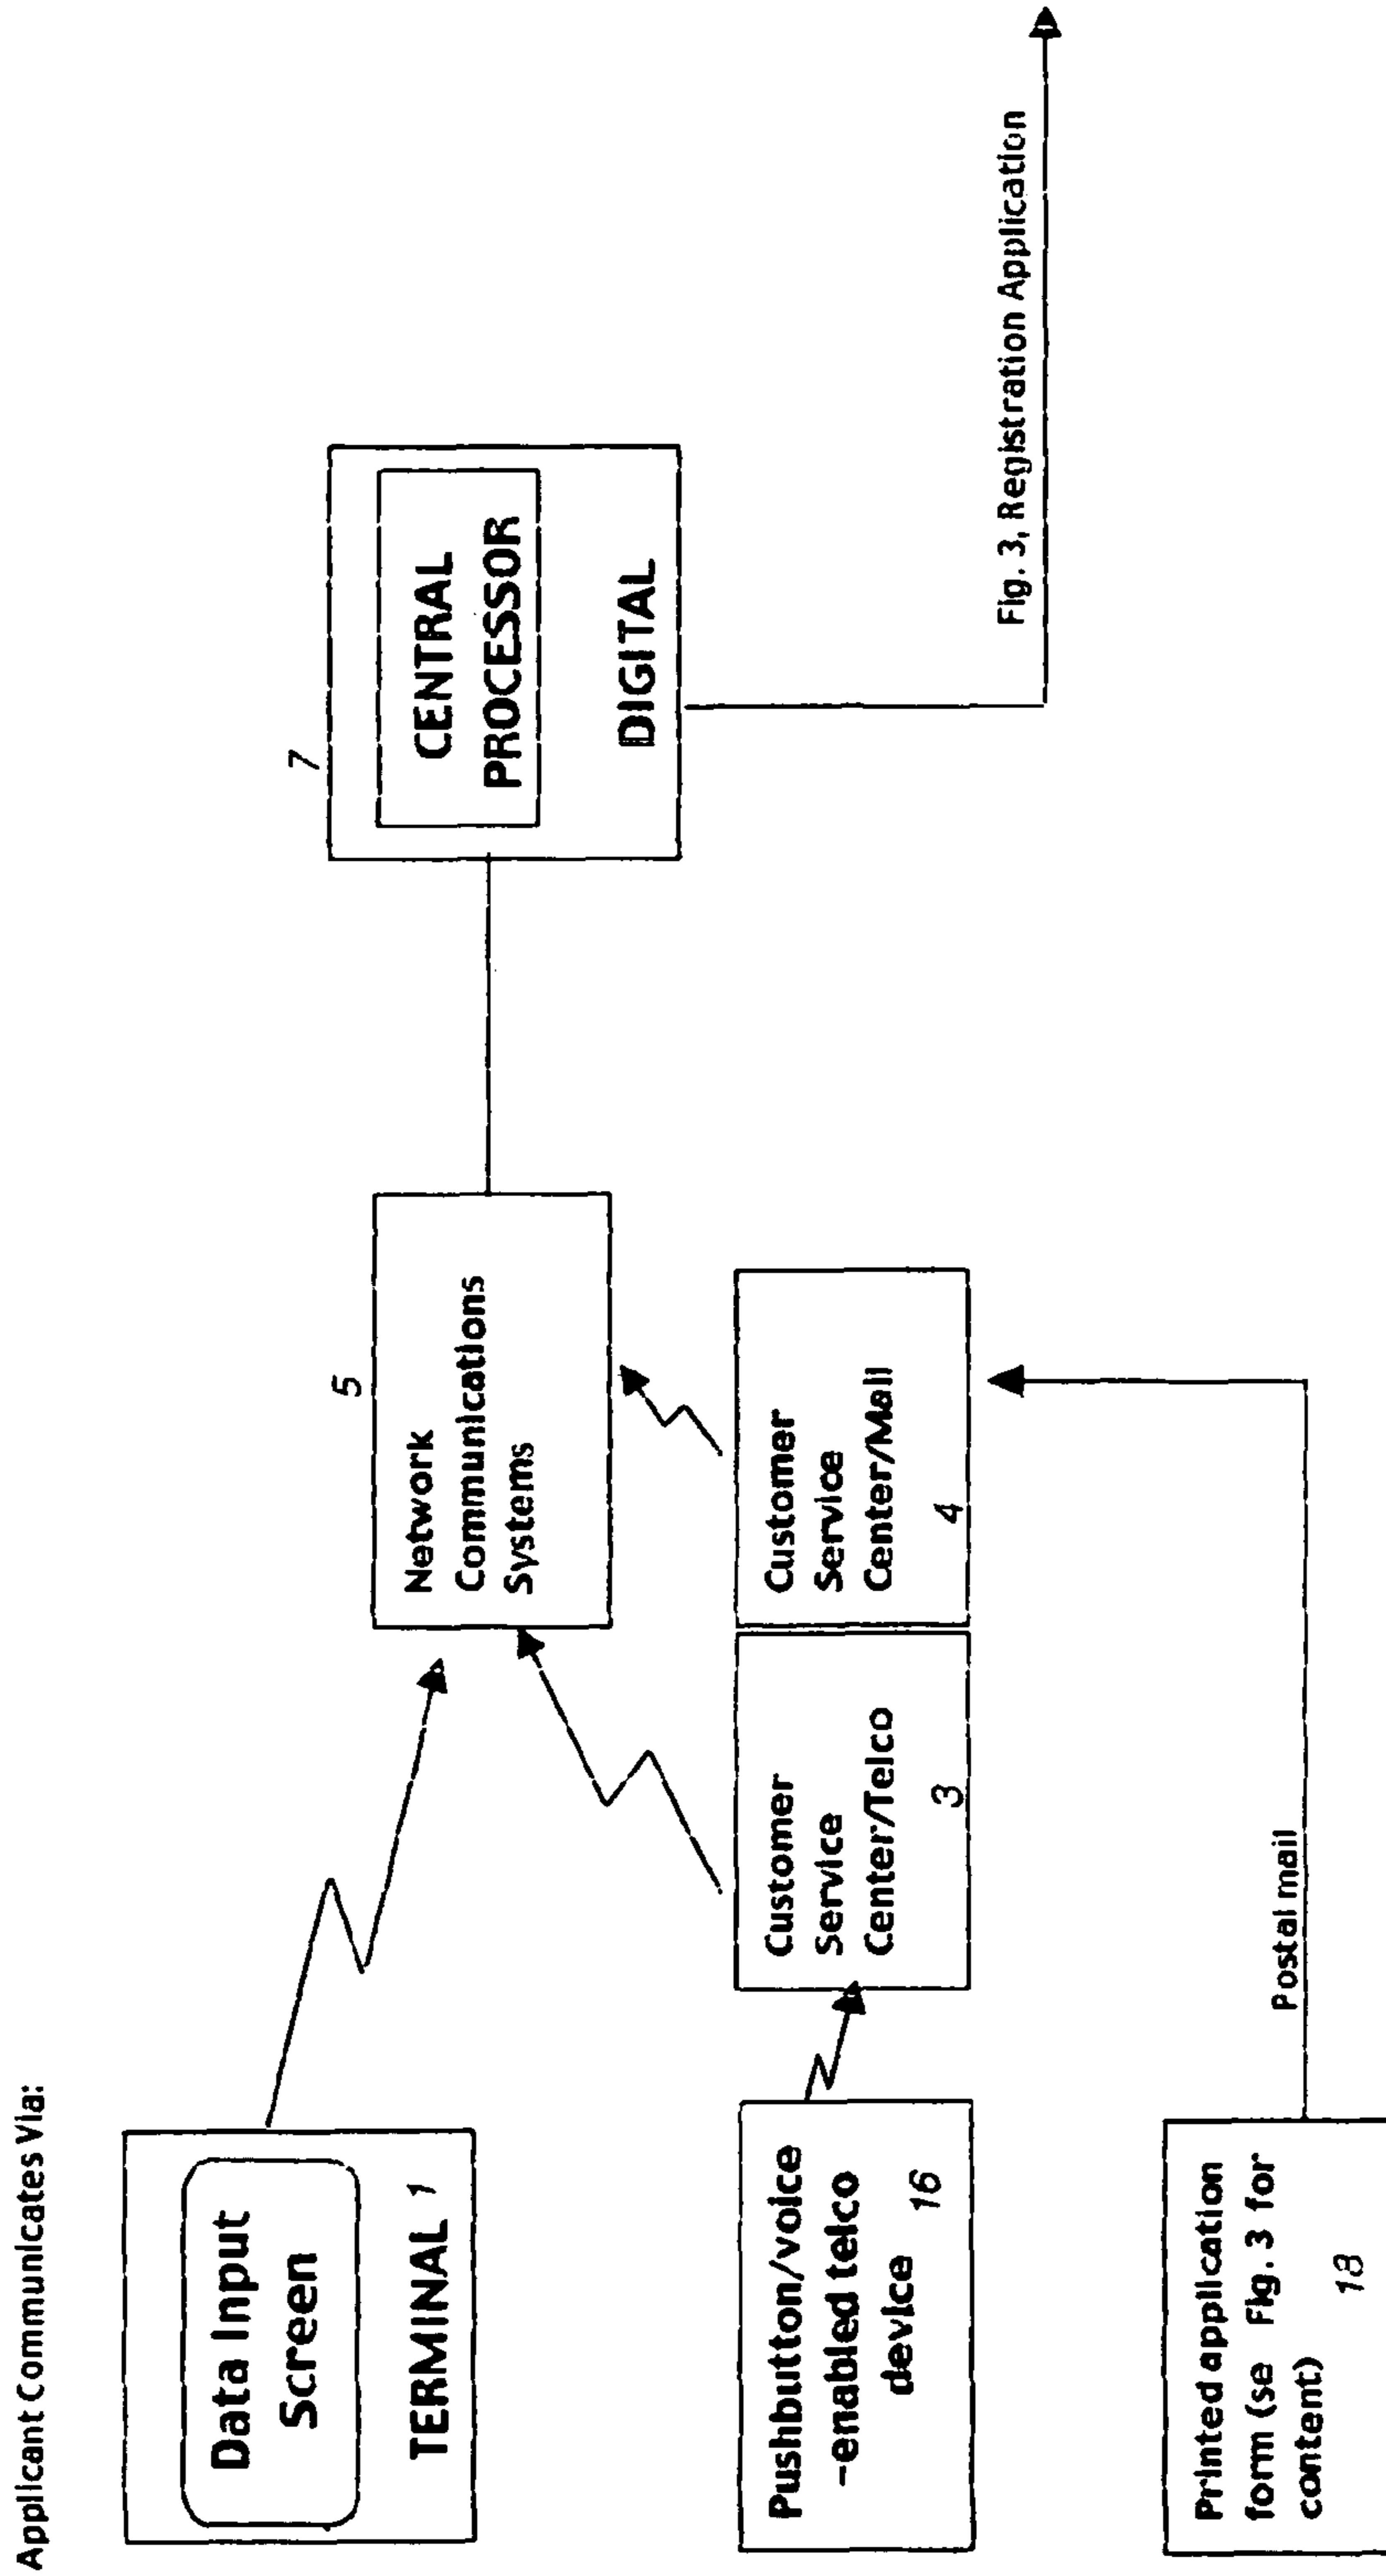 Applicant Communicates Via:
Data Input
Screen
TERMINAL 1
Pushbutton/voice
-enabled telco
device
16
Printed application
form (se Fig. 3 for
content)
18
Postal mail
Customer
Service
Center/Telco
3
Customer
Service
Center/Mail
4
5
Network
Communications
Systems
7
CENTRAL
PROCESSOR
DIGITAL
Fig. 3, Registration Application